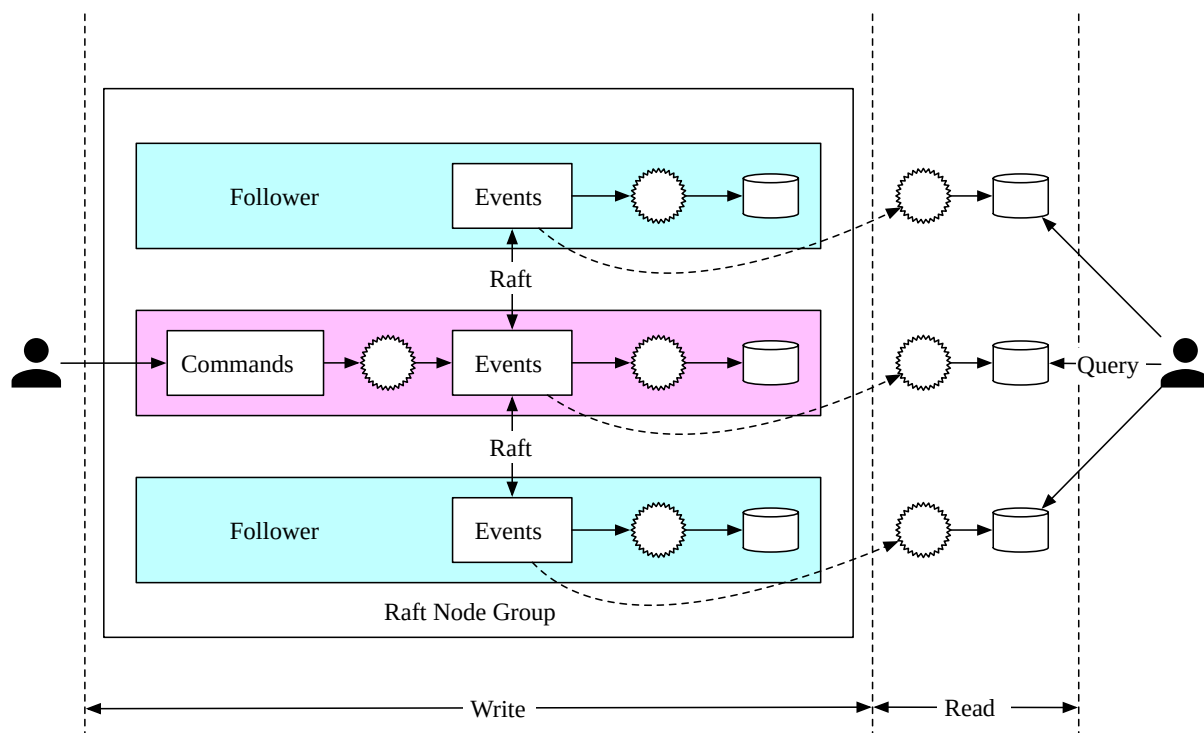 Follower
Events
Raft
Commands
Events
Query
Raft
Follower
Events
Raft Node Group
Write
Read